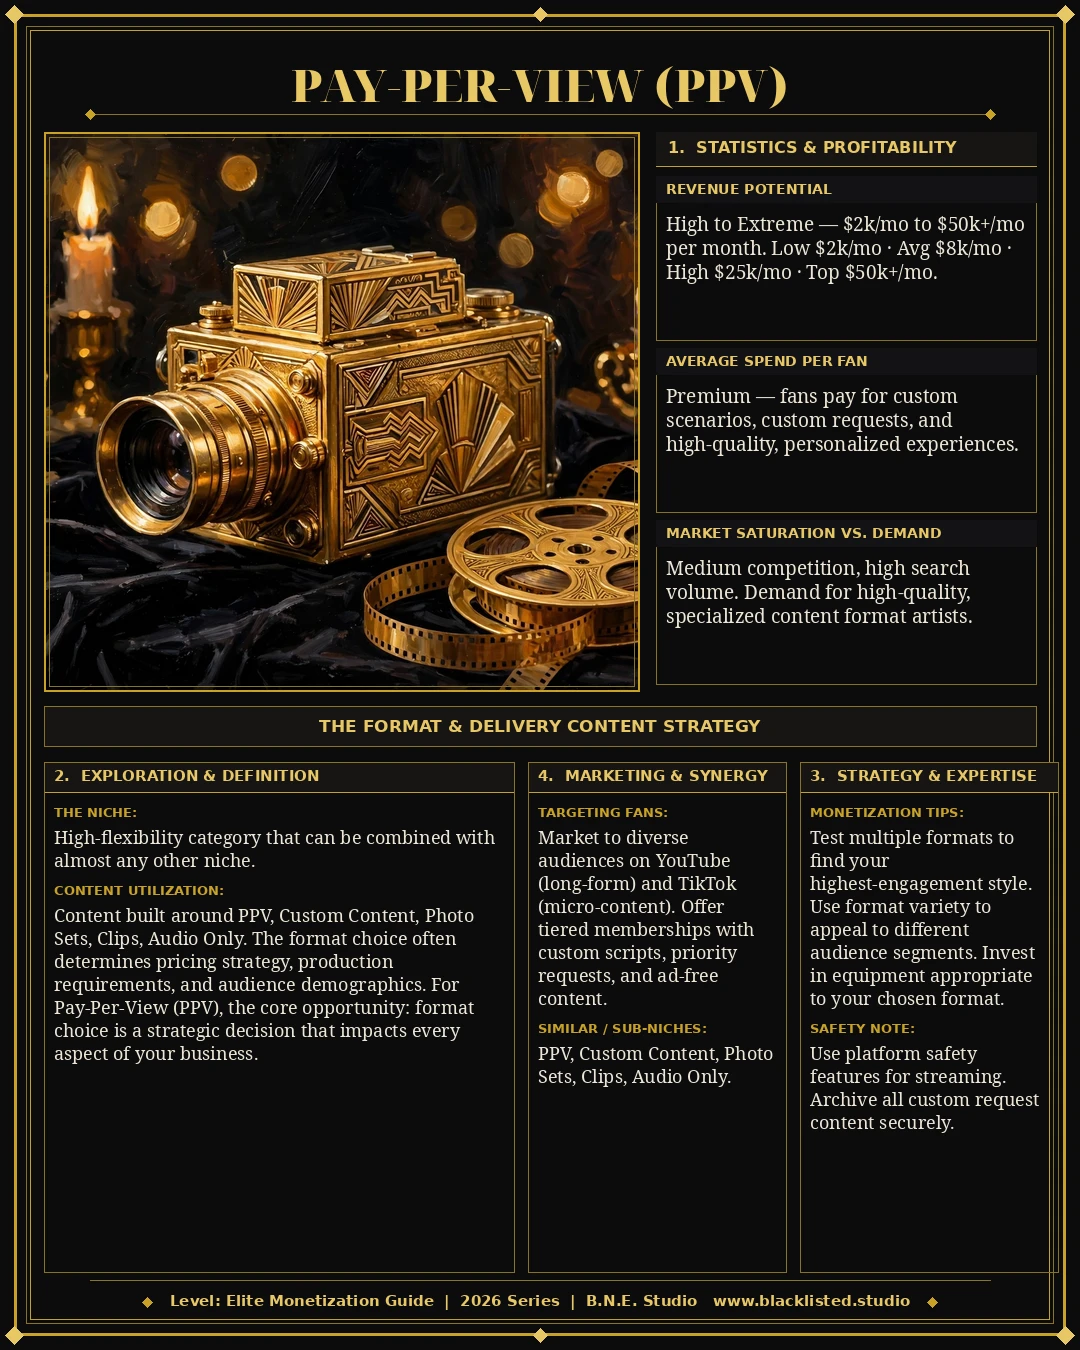 PAY-PER-VIEW (PPV)
1. STATISTICS & PROFITABILITY
REVENUE POTENTIAL
High to Extreme — $2k/mo to $50k+/mo
per month. Low $2k/mo · Avg $8k/mo ·
High $25k/mo · Top $50k+/mo.
AVERAGE SPEND PER FAN
Premium — fans pay for custom
scenarios, custom requests, and
high-quality, personalized experiences.
MARKET SATURATION VS. DEMAND
Medium competition, high search
volume. Demand for high-quality,
specialized content format artists.
THE FORMAT & DELIVERY CONTENT STRATEGY
2. EXPLORATION & DEFINITION
THE NICHE:
High-flexibility category that can be combined with
almost any other niche.
CONTENT UTILIZATION:
Content built around PPV, Custom Content, Photo
Sets, Clips, Audio Only. The format choice often
determines pricing strategy, production
requirements, and audience demographics. For
Pay-Per-View (PPV), the core opportunity: format
choice is a strategic decision that impacts every
aspect of your business.
4. MARKETING & SYNERGY
TARGETING FANS:
Market to diverse
audiences on YouTube
(long-form) and TikTok
(micro-content). Offer
tiered memberships with
custom scripts, priority
requests, and ad-free
content.
SIMILAR / SUB-NICHES:
PPV, Custom Content, Photo
Sets, Clips, Audio Only.
3. STRATEGY & EXPERTISE
MONETIZATION TIPS:
Test multiple formats to
find your
highest-engagement style.
Use format variety to
appeal to different
audience segments. Invest
in equipment appropriate
to your chosen format.
SAFETY NOTE:
Use platform safety
features for streaming.
Archive all custom request
content securely.
Level: Elite Monetization Guide | 2026 Series | B.N.E. Studio www.blacklisted.studio